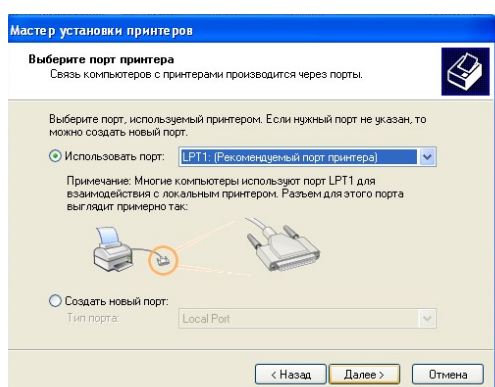 Мастер установки принтеров
Выберите порт принтера
Связь компьютеров с принтерами производится через порты.
Выберите порт, используемый принтером. Если нужный порт не указан, то
можно создать новый порт.
Использовать порт: LPT1: (Рекомендуемый порт принтера)
Примечание: Многие компьютеры используют порт LPT1 для
взаимодействия с локальным принтером. Разъем для этого порта
выглядит примерно так:
Создать новый порт:
Тип порта: Local Port
< Назад Далее > Отмена